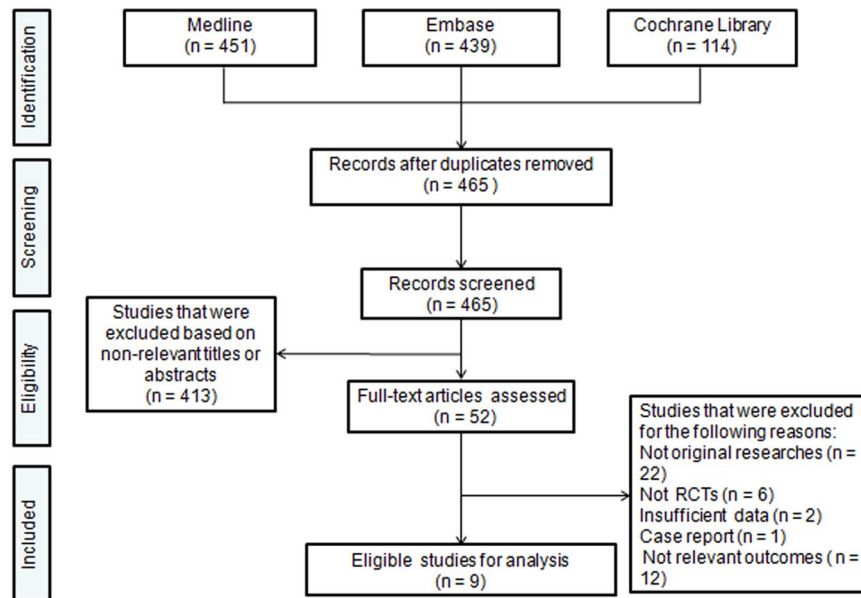 Identification
Medline
(n = 451)
Embase
(n = 439)
Cochrane Library
(n = 114)
Screening
Records after duplicates removed
(n = 465)
Records screened
(n = 465)
Eligibility
Studies that were
excluded based on
non-relevant titles or
abstracts
(n = 413)
Full-text articles assessed
(n = 52)
Studies that were excluded
for the following reasons:
Not original researches (n =
22)
Not RCTs (n = 6)
Insufficient data (n = 2)
Case report (n = 1)
Not relevant outcomes ( n =
12)
Included
Eligible studies for analysis
(n = 9)